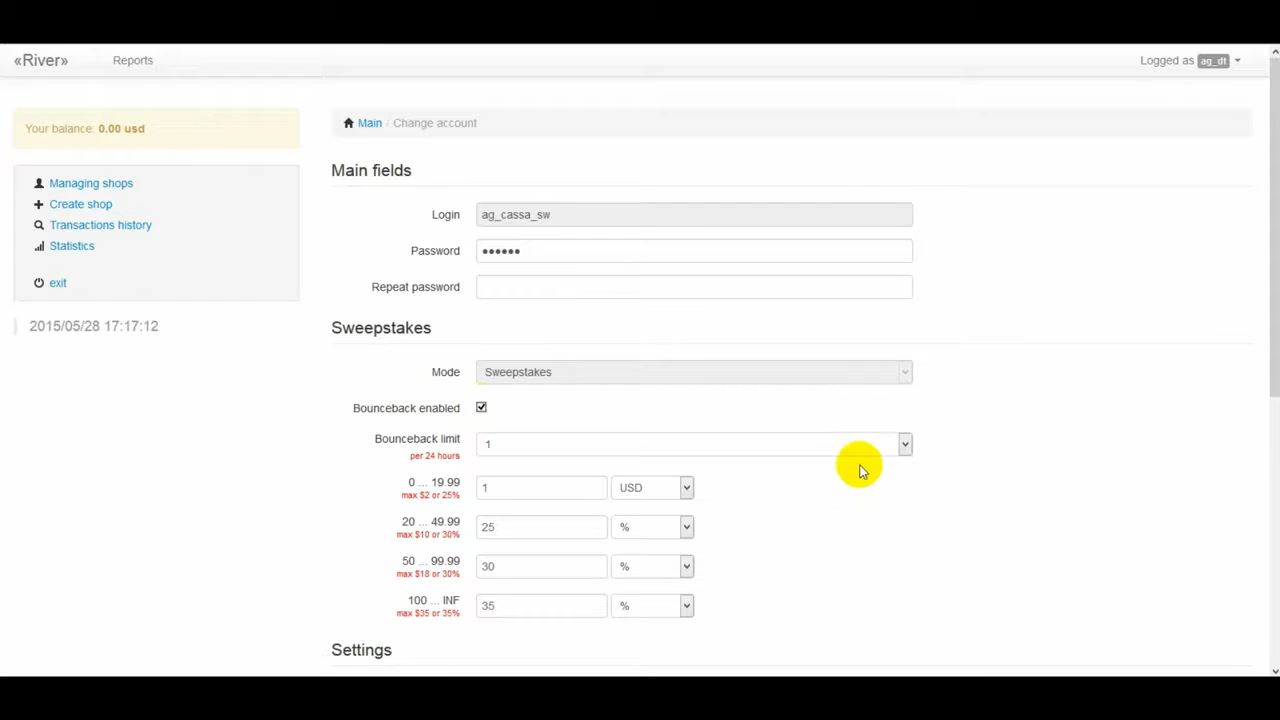 «River»
Reports
Logged as ag_dt
Your balance: 0.00 usd
Managing shops
Create shop
Transactions history
Statistics
exit
2015/05/28 17:17:12
Main / Change account
Main fields
Login ag_cassa_sw
Password ••••••
Repeat password
Sweepstakes
Mode Sweepstakes
Bounceback enabled
Bounceback limit 1
per 24 hours
0 ... 19.99 1 USD
max $2 or 25%
20 ... 49.99 25 %
max $10 or 30%
50 ... 99.99 30 %
max $18 or 30%
100 ... INF 35 %
max $35 or 35%
Settings